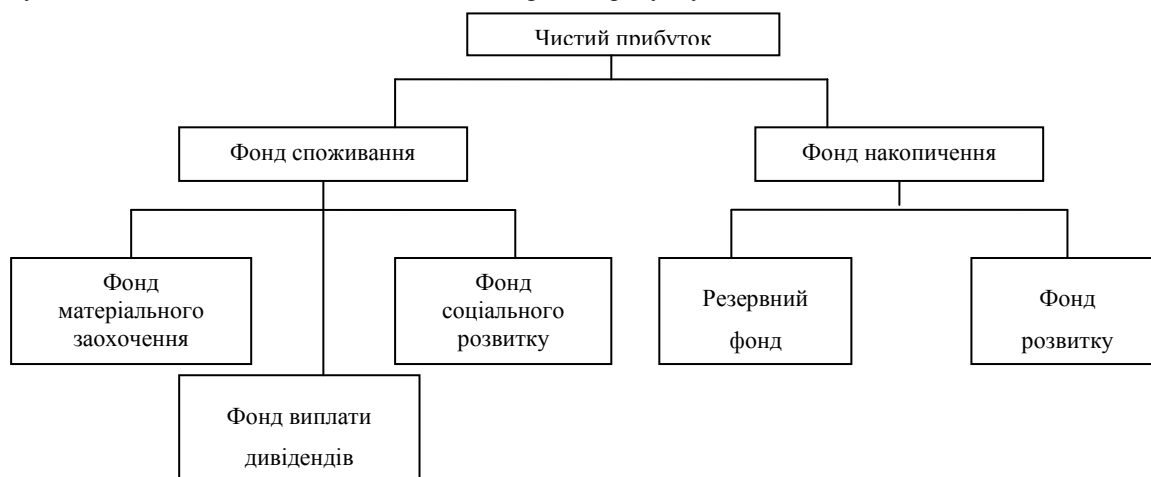 Чистий прибуток
Фонд споживання
Фонд накопичення
Фонд
матеріального
заохочення
Фонд
соціального
розвитку
Резервний
фонд
Фонд
розвитку
Фонд виплати
дивідендів